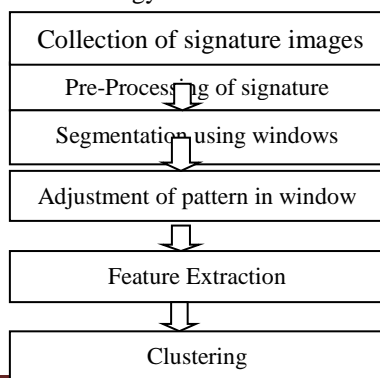 Collection of signature images
Pre-Processing of signature
Segmentation using windows
Adjustment of pattern in window
Feature Extraction
Clustering